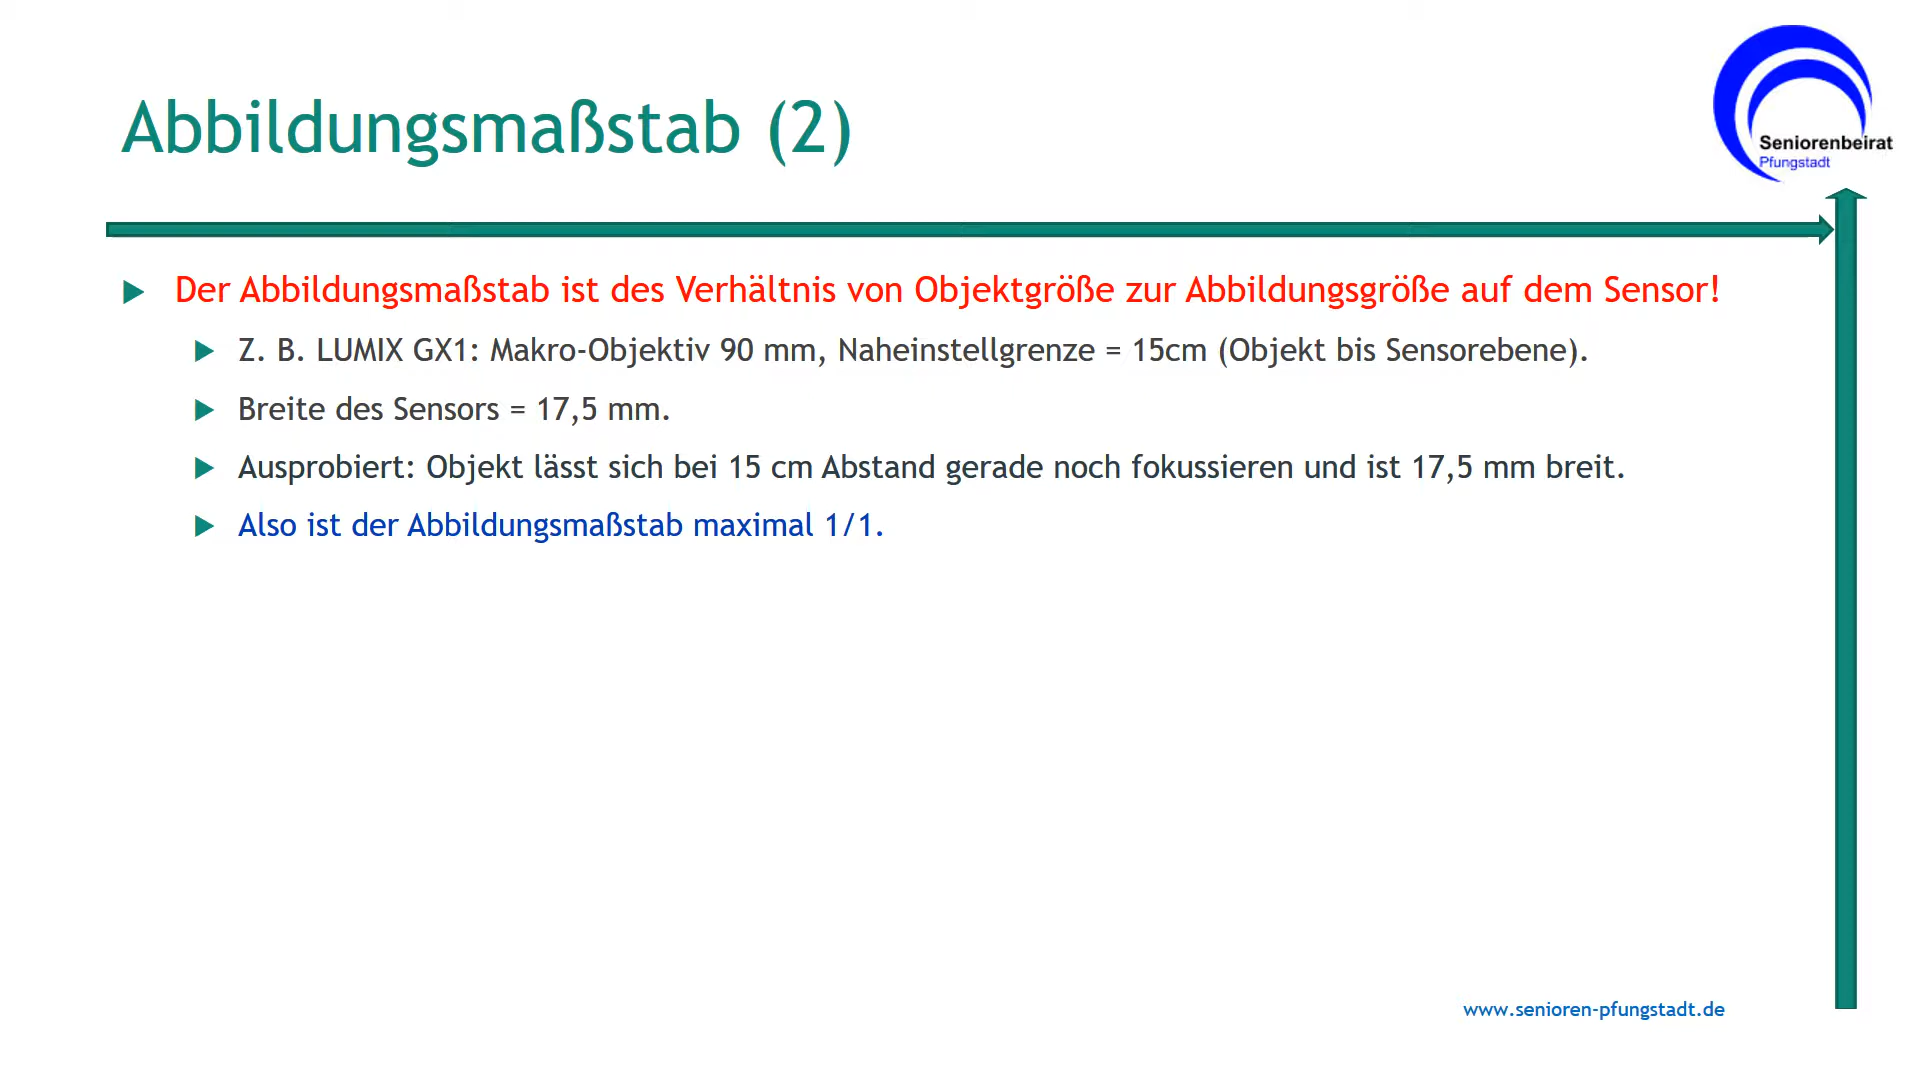 Abbildungsmaßstab (2)
Seniorenbeirat
Pfungstadt
Der Abbildungsmaßstab ist des Verhältnis von Objektgröße zur Abbildungsgröße auf dem Sensor!
Z. B. LUMIX GX1: Makro-Objektiv 90 mm, Naheinstellgrenze = 15cm (Objekt bis Sensorebene).
Breite des Sensors = 17,5 mm.
Ausprobiert: Objekt lässt sich bei 15 cm Abstand gerade noch fokussieren und ist 17,5 mm breit.
Also ist der Abbildungsmaßstab maximal 1/1.
www.senioren-pfungstadt.de